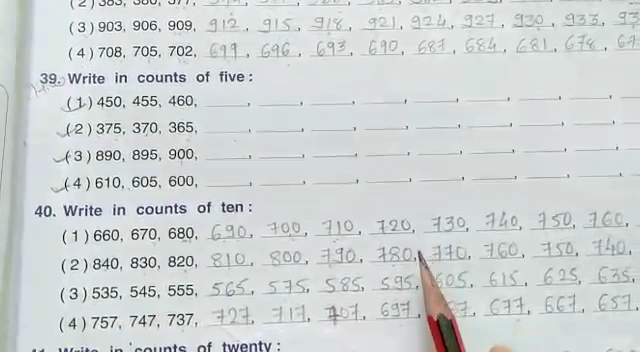 (3) 903, 906, 909, 912, 915, 918, 921, 924, 927, 930, 933,
(4) 708, 705, 702, 699, 696, 693, 690, 687, 684, 681, 678,
39. Write in counts of five :
(1) 450, 455, 460,
(2) 375, 370, 365,
(3) 890, 895, 900,
(4) 610, 605, 600,
40. Write in counts of ten :
(1) 660, 670, 680, 690, 700, 710, 720, 730, 740, 750, 760,
(2) 840, 830, 820, 810, 800, 790, 780, 770, 760, 750, 740,
(3) 535, 545, 555, 565, 575, 585, 595, 605, 615, 625, 635,
(4) 757, 747, 737, 727, 717, 707, 697, 677, 667, 657
41. Write in counts of twenty :